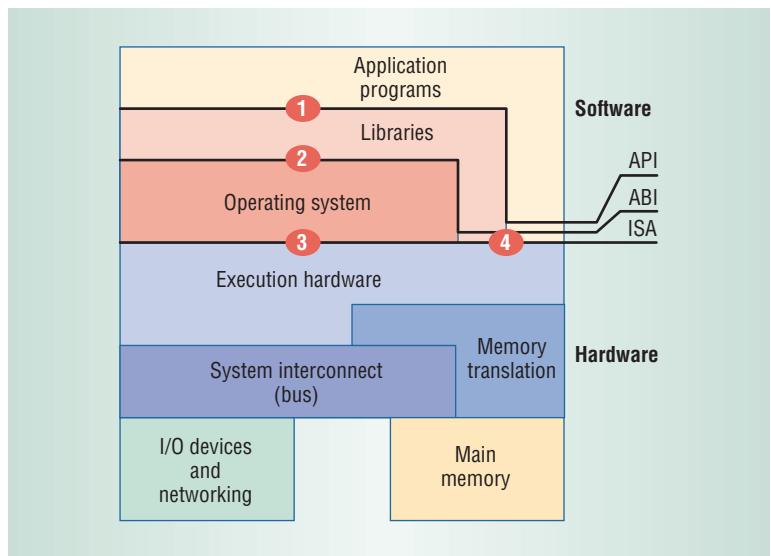 Application
programs
1
Software
Libraries
2
API
Operating system
ABI
ISA
3
4
Execution hardware
Memory
translation
Hardware
System interconnect
(bus)
I/O devices
and
networking
Main
memory